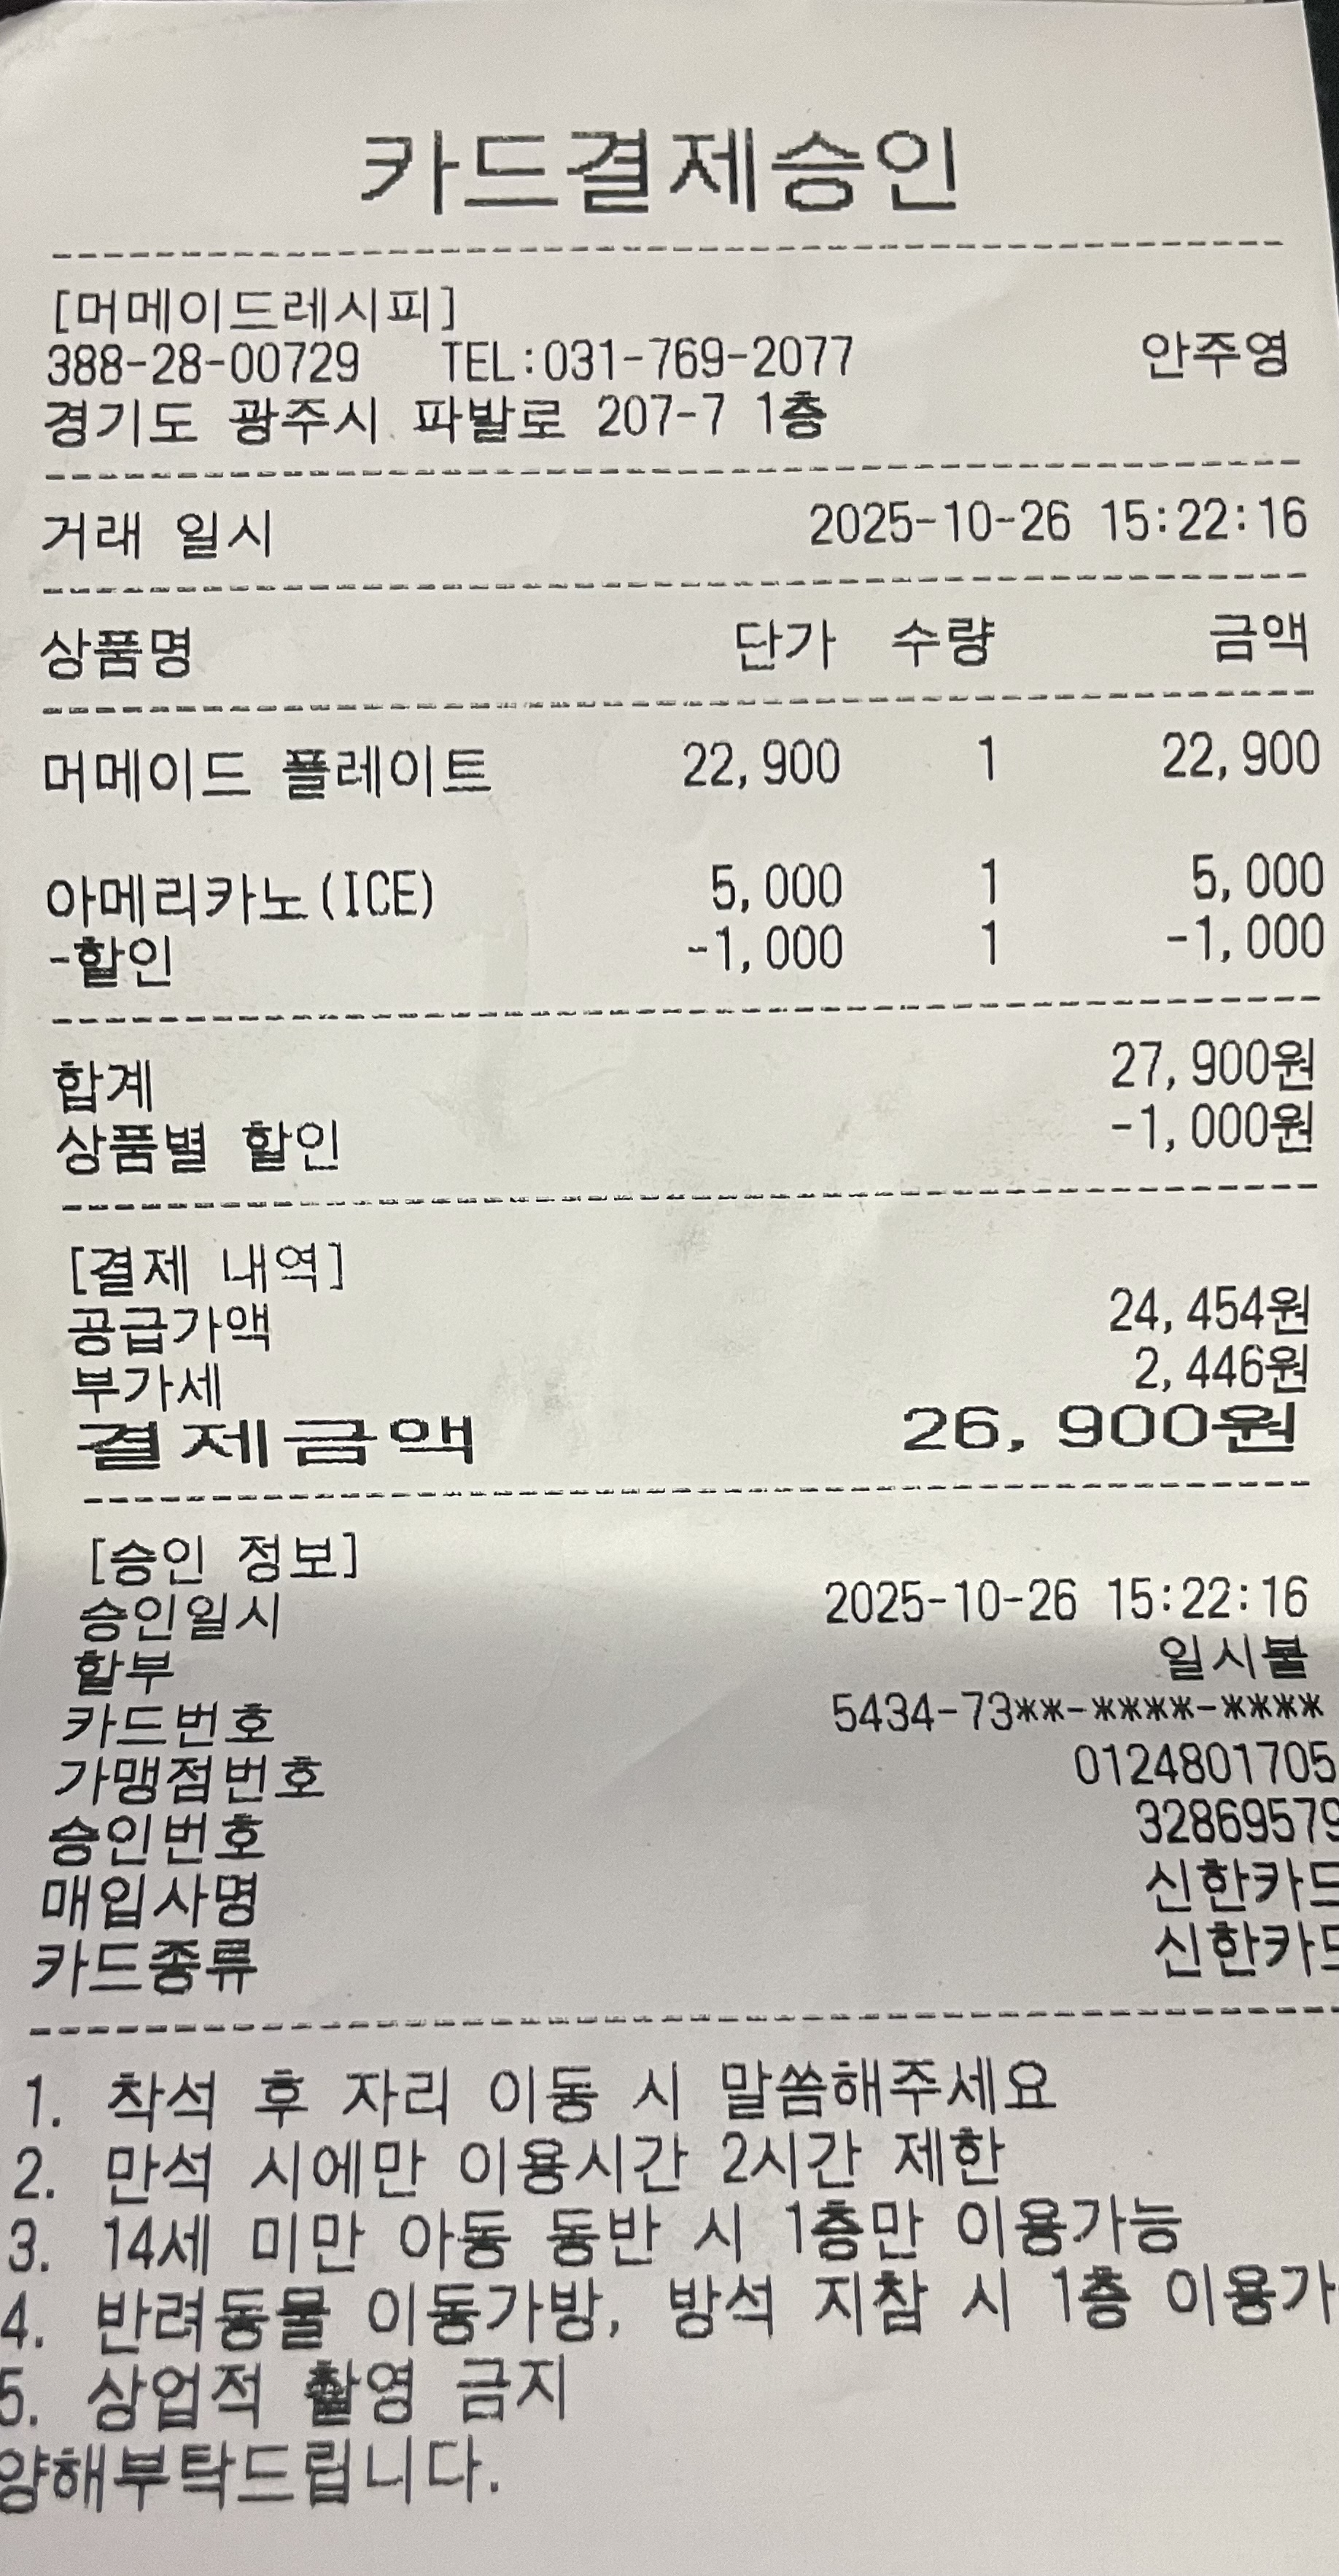 카드결제승인
[머메이드레시피]
388-28-00729 TEL:031-769-2077 안주영
경기도 광주시 파발로 207-7 1층
거래 일시 2025-10-26 15:22:16
상품명 단가 수량 금액
머메이드 플레이트 22,900 1 22,900
아메리카노(ICE) 5,000 1 5,000
-할인 -1,000 1 -1,000
합계 27,900원
상품별 할인 -1,000원
[결제 내역]
공급가액 24,454원
부가세 2,446원
결제금액 26,900원
[승인 정보]
승인일시 2025-10-26 15:22:16
할부 일시불
카드번호 5434-73**-****-****
가맹점번호 0124801705
승인번호 32869579
매입사명 신한카드
카드종류 신한카드
1. 착석 후 자리 이동 시 말씀해주세요
2. 만석 시에만 이용시간 2시간 제한
3. 14세 미만 아동 동반 시 1층만 이용가능
4. 반려동물 이동가방, 방석 지참 시 1층 이용가
5. 상업적 촬영 금지
양해부탁드립니다.